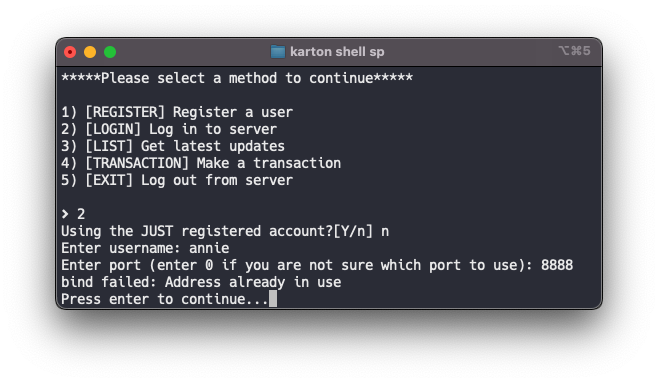 karton shell sp
⌥⌘5
*****Please select a method to continue*****
1) [REGISTER] Register a user
2) [LOGIN] Log in to server
3) [LIST] Get latest updates
4) [TRANSACTION] Make a transaction
5) [EXIT] Log out from server
> 2
Using the JUST registered account?[Y/n] n
Enter username: annie
Enter port (enter 0 if you are not sure which port to use): 8888
bind failed: Address already in use
Press enter to continue...